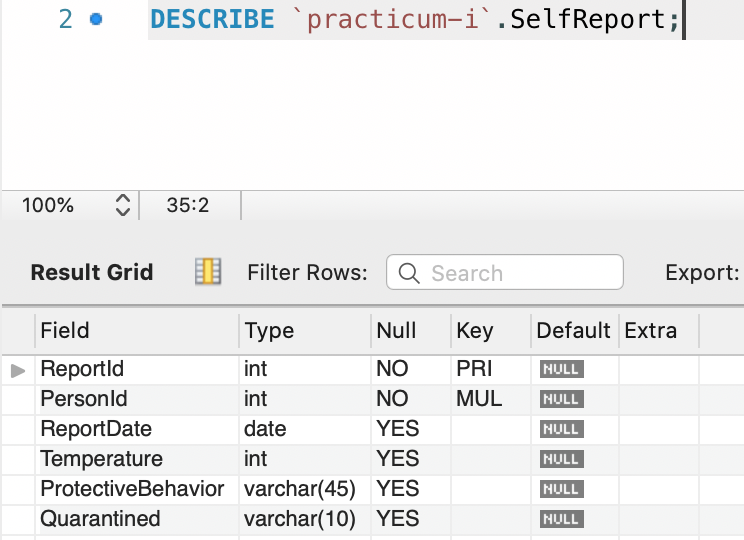 2 DESCRIBE `practicum-i`.SelfReport;
100% 35:2
Result Grid Filter Rows: Search Export:
Field Type Null Key Default Extra
ReportId int NO PRI NULL
PersonId int NO MUL NULL
ReportDate date YES NULL
Temperature int YES NULL
ProtectiveBehavior varchar(45) YES NULL
Quarantined varchar(10) YES NULL